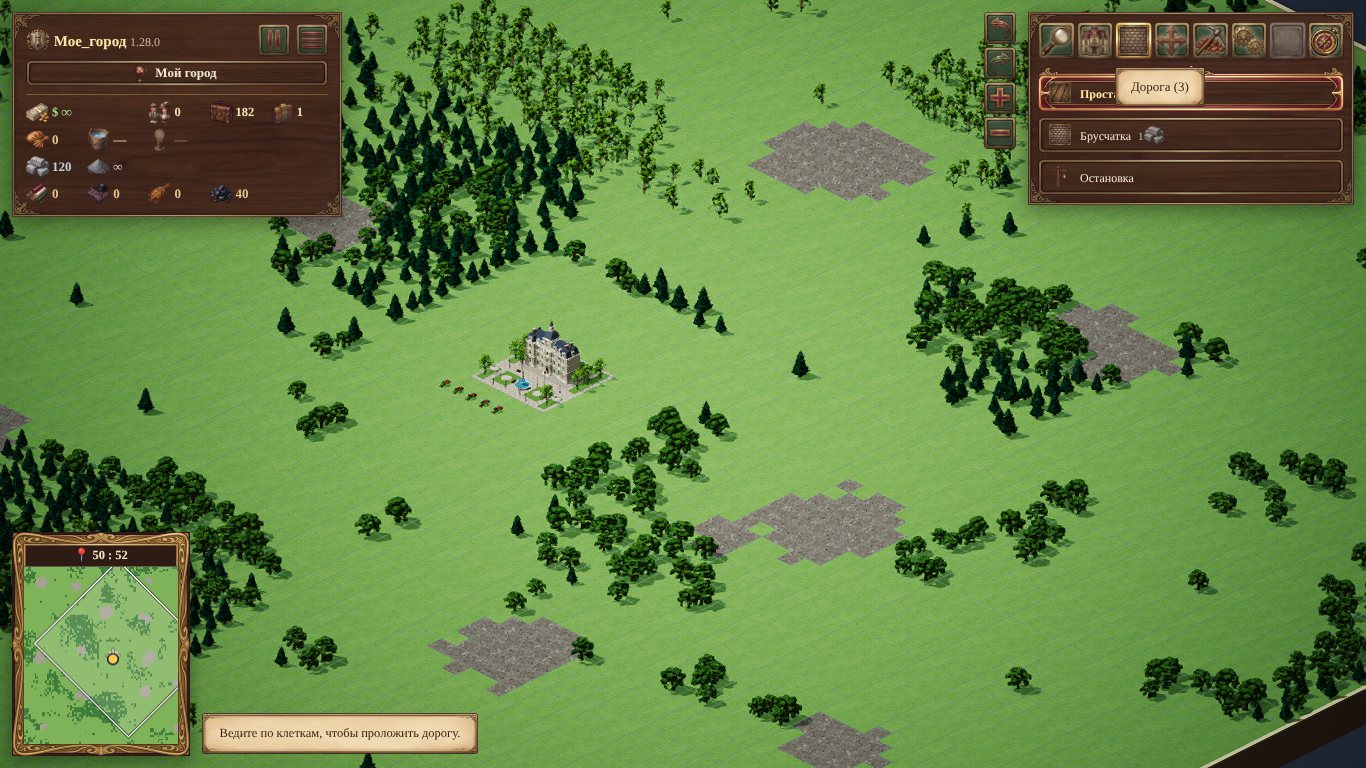 Мое_город 1.28.0
Мой город
$ ∞ 0 182 1
0 — —
120 ∞
0 0 0 40
Дорога (3)
Брусчатка 1
Остановка
50 : 52
Ведите по клеткам, чтобы проложить дорогу.